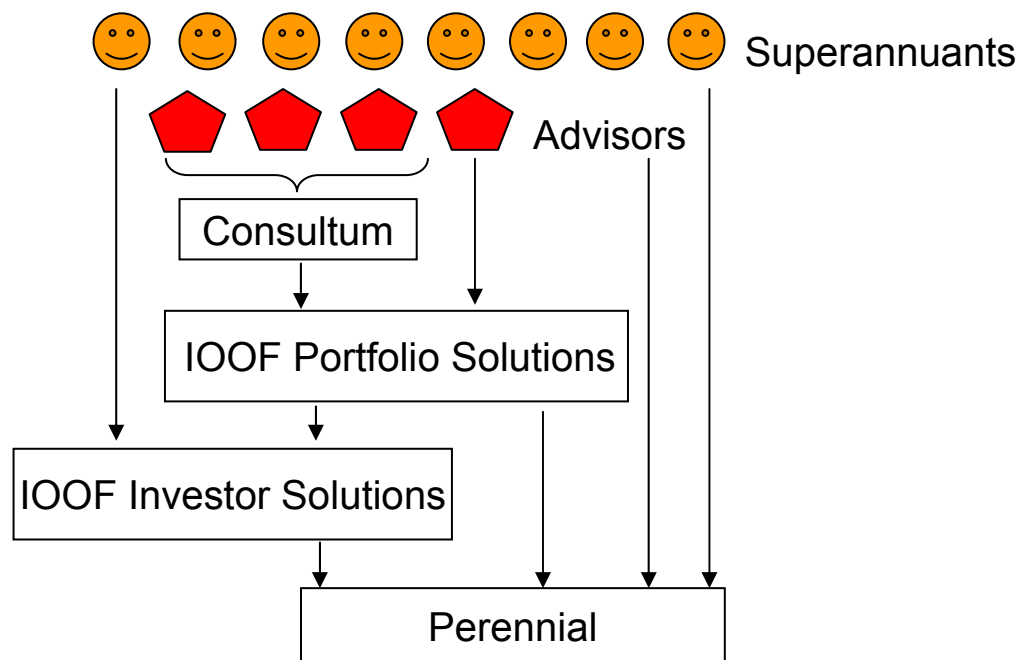 Superannuants
Advisors
Consultum
IOOF Portfolio Solutions
IOOF Investor Solutions
Perennial